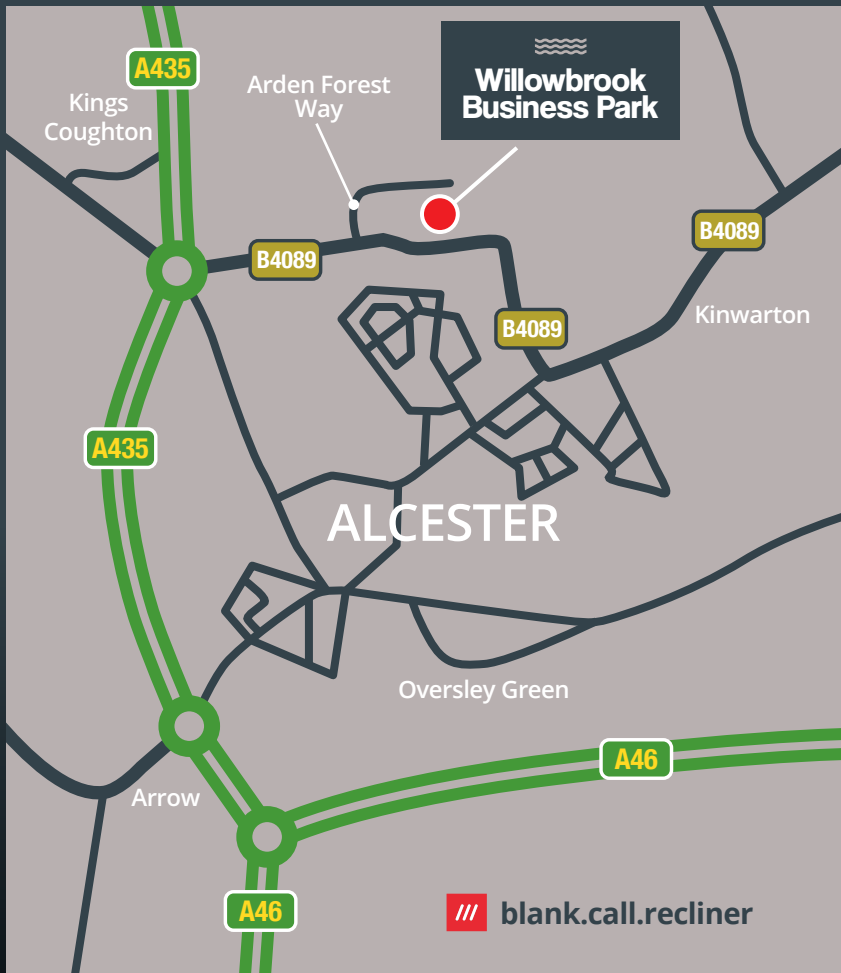 A435
Kings
Coughton
Arden Forest
Way
Willowbrook
Business Park
B4089
B4089
B4089
Kinwarton
A435
ALCESTER
Oversley Green
A46
Arrow
A46
blank.call.recliner